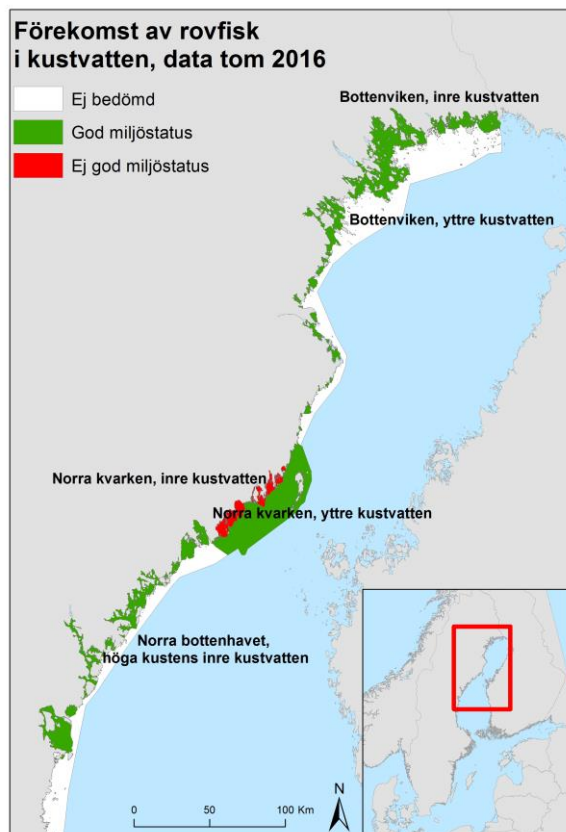 Förekomst av rovfisk
i kustvatten, data tom 2016
Ej bedömd
God miljöstatus
Ej god miljöstatus
Bottenviken, inre kustvatten
Bottenviken, yttre kustvatten
Norra kvarken, inre kustvatten
Norra kvarken, yttre kustvatten
Norra bottenhavet,
höga kustens inre kustvatten
N
0 50 100 Km